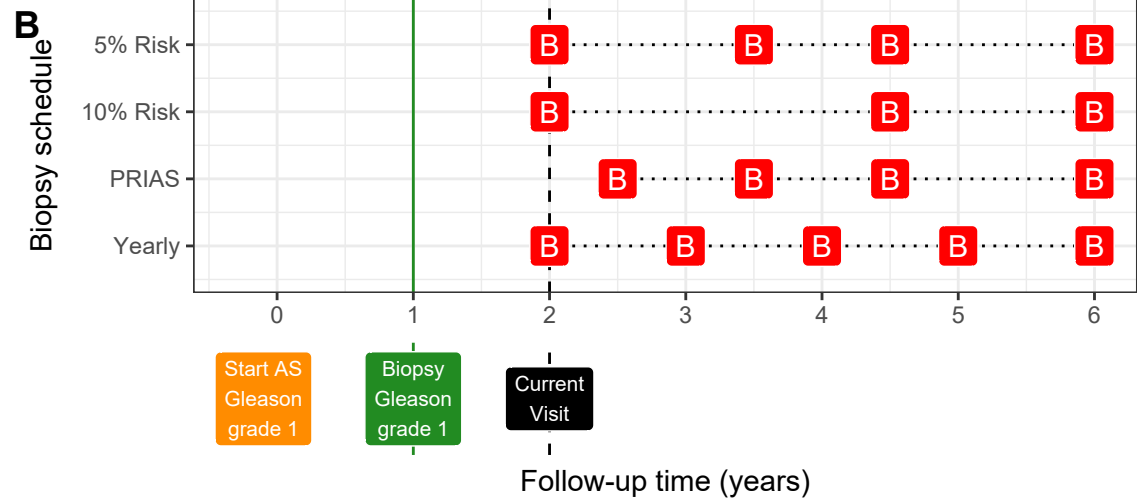 B
Biopsy schedule
5% Risk B B B B
10% Risk B B B
PRIAS B B B B
Yearly B B B B B
0 1 2 3 4 5 6
Start AS
Gleason
grade 1
Biopsy
Gleason
grade 1
Current
Visit
Follow-up time (years)